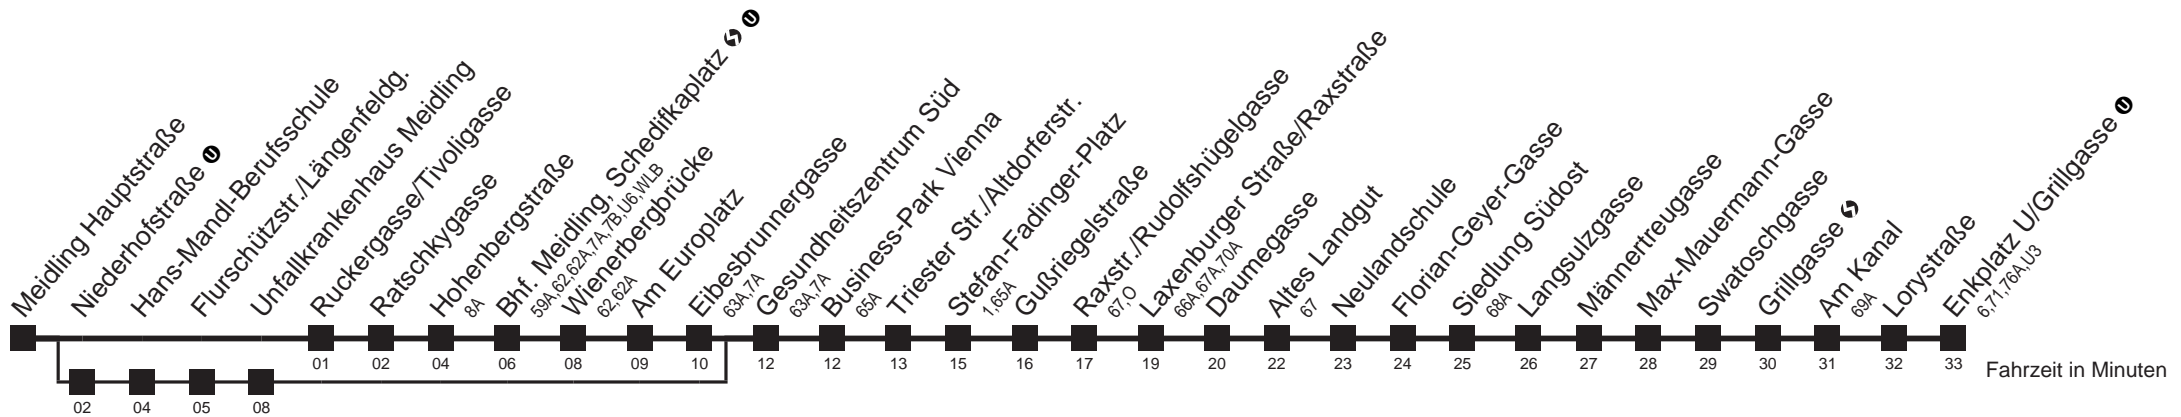 Meidling Hauptstraße
Niederhofstraße U
Hans-Mandl-Berufsschule
Flurschützstr./Längenfeldg.
Unfallkrankenhaus Meidling
Ruckergasse/Tivoligasse
Ratschkygasse
Hohenbergstraße
8A
Bhf. Meidling, Schedifkaplatz S U
59A,62,62A,7A,7B,U6,WLB
Wienerbergbrücke
62,62A
Am Europlatz
Eibesbrunnergasse
63A,7A
Gesundheitszentrum Süd
63A,7A
Business-Park Vienna
65A
Triester Str./Altdorferstr.
Stefan-Fadinger-Platz
1,65A
Gußriegelstraße
Raxstr./Rudolfshügelgasse
67,O
Laxenburger Straße/Raxstraße
66A,67A,70A
Daumegasse
Altes Landgut
67
Neulandschule
Florian-Geyer-Gasse
Siedlung Südost
68A
Langsulzgasse
Männertreugasse
Max-Mauermann-Gasse
Swatoschgasse
Grillgasse S
Am Kanal
69A
Lorystraße
Enkplatz U/Grillgasse U
6,71,76A,U3
01 02 04 06 08 09 10 12 12 13 15 16 17 19 20 22 23 24 25 26 27 28 29 30 31 32 33
Fahrzeit in Minuten
02 04 05 08